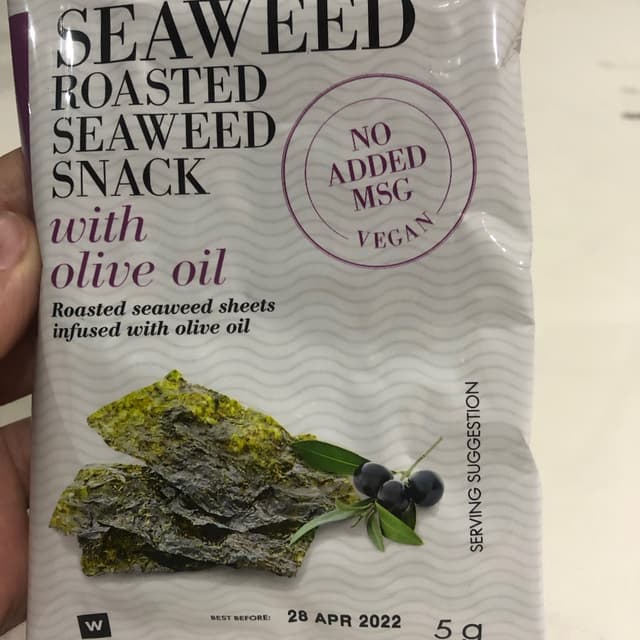 SEAWEED
ROASTED
SEAWEED
SNACK
with
olive oil
Roasted seaweed sheets
infused with olive oil
NO
ADDED
MSG
VEGAN
SERVING SUGGESTION
W
BEST BEFORE: 28 APR 2022
5 g